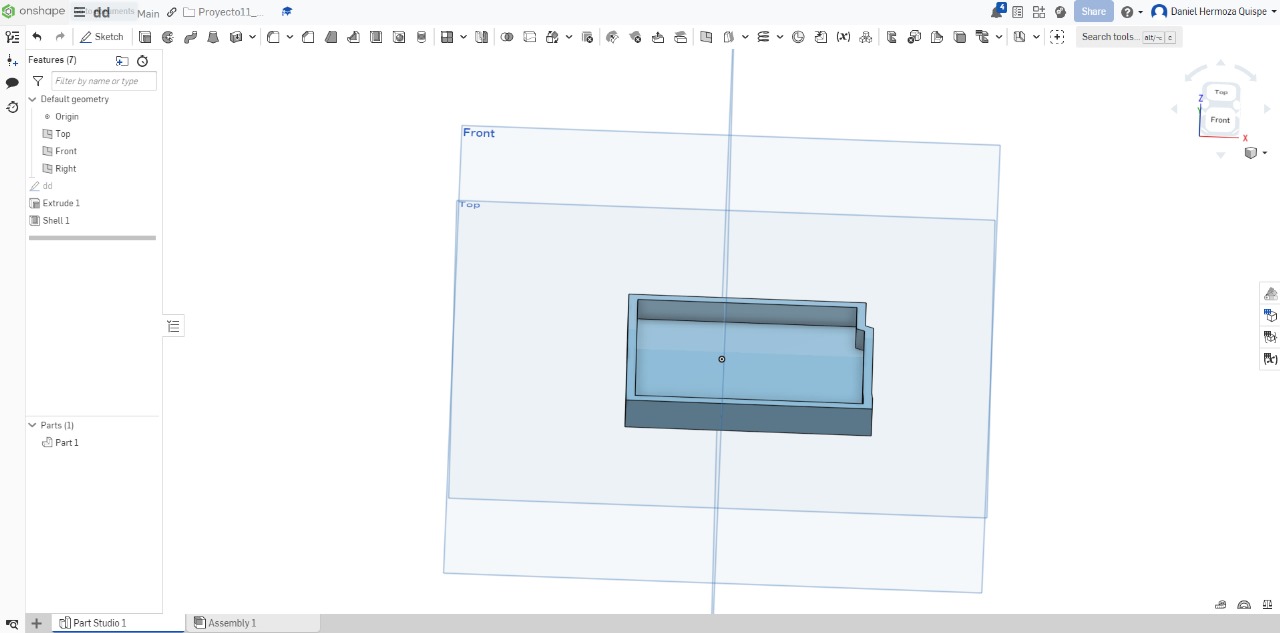 onshape dd Main Proyecto11_... 4 Share Daniel Hermoza Quispe
Sketch Search tools... alt/⌥ c
Features (7)
Filter by name or type
Default geometry
Origin
Top
Front
Right
dd
Extrude 1
Shell 1
Parts (1)
Part 1
Front
Top
Top
Front
Z
X
Part Studio 1 Assembly 1